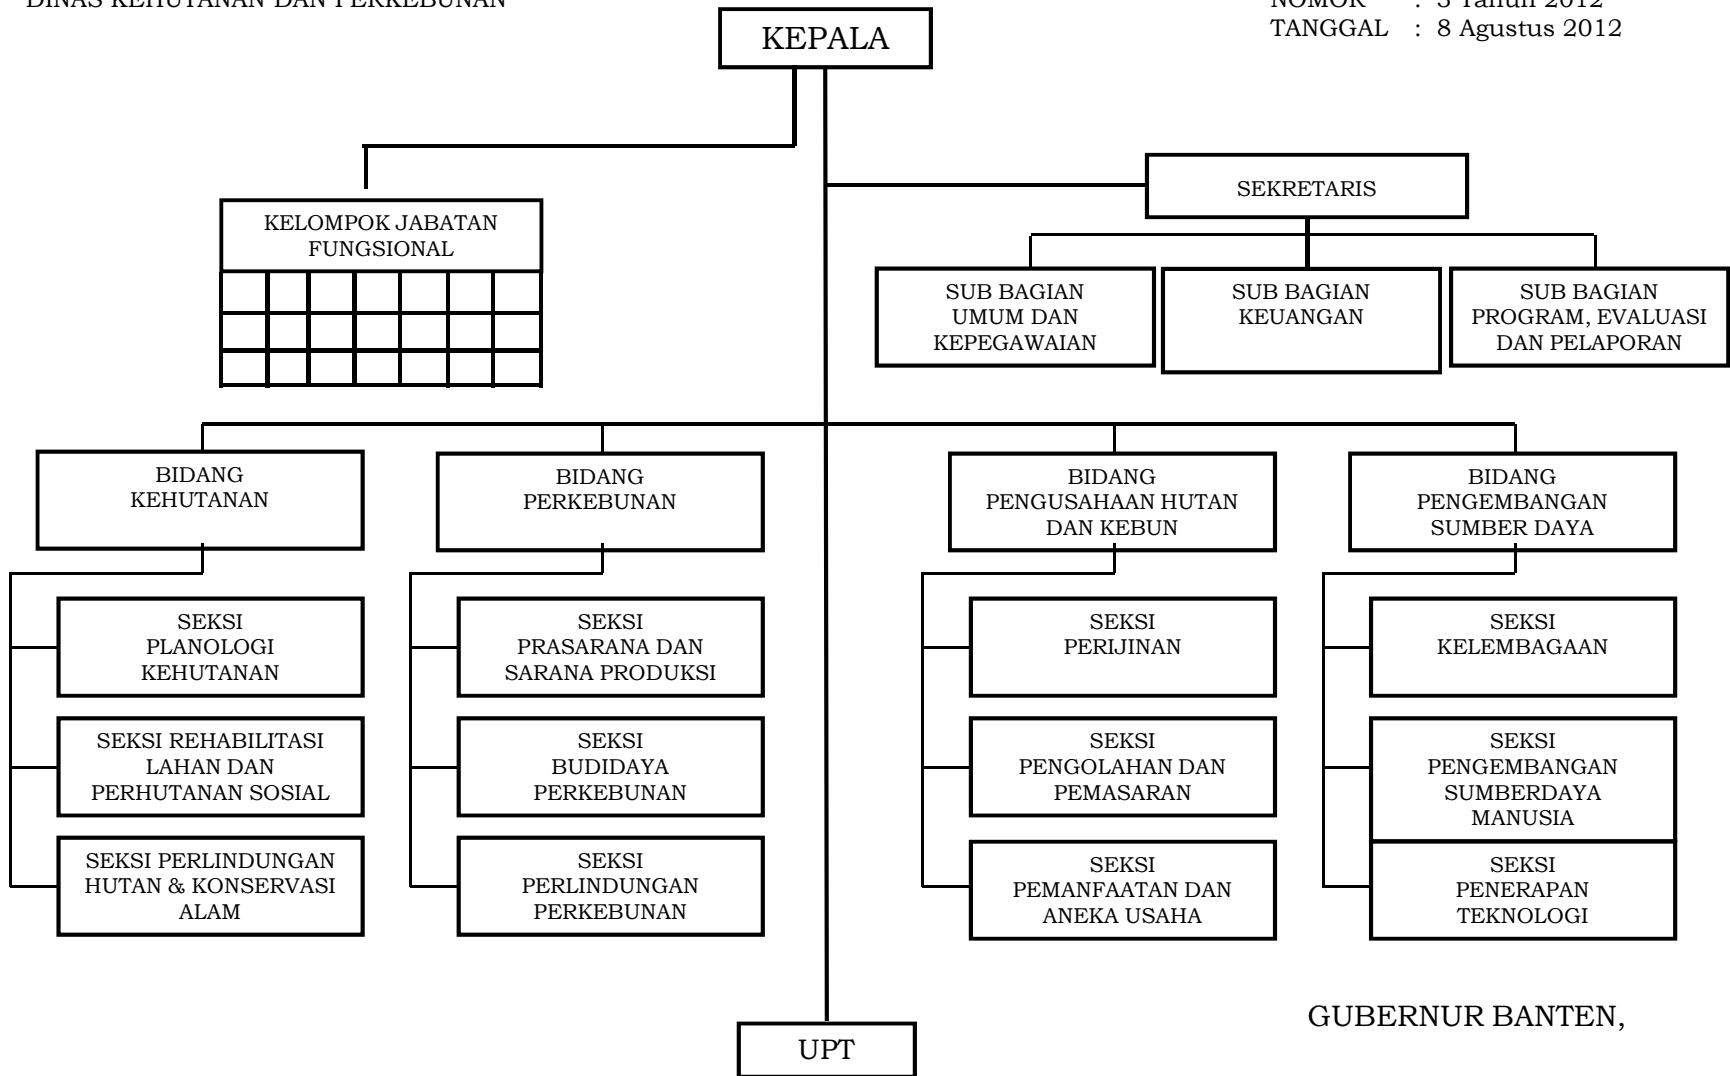 DINAS KEHUTANAN DAN PERKEBUNAN
NOMOR : 3 Tahun 2012
TANGGAL : 8 Agustus 2012
KEPALA
SEKRETARIS
KELOMPOK JABATAN
FUNGSIONAL
SUB BAGIAN
UMUM DAN
KEPEGAWAIAN
SUB BAGIAN
KEUANGAN
SUB BAGIAN
PROGRAM, EVALUASI
DAN PELAPORAN
BIDANG
KEHUTANAN
BIDANG
PERKEBUNAN
BIDANG
PENGUSAHAAN HUTAN
DAN KEBUN
BIDANG
PENGEMBANGAN
SUMBER DAYA
SEKSI
PLANOLOGI
KEHUTANAN
SEKSI REHABILITASI
LAHAN DAN
PERHUTANAN SOSIAL
SEKSI PERLINDUNGAN
HUTAN & KONSERVASI
ALAM
SEKSI
PRASARANA DAN
SARANA PRODUKSI
SEKSI
BUDIDAYA
PERKEBUNAN
SEKSI
PERLINDUNGAN
PERKEBUNAN
SEKSI
PERIJINAN
SEKSI
PENGOLAHAN DAN
PEMASARAN
SEKSI
PEMANFAATAN DAN
ANEKA USAHA
SEKSI
KELEMBAGAAN
SEKSI
PENGEMBANGAN
SUMBERDAYA
MANUSIA
SEKSI
PENERAPAN
TEKNOLOGI
UPT
GUBERNUR BANTEN,